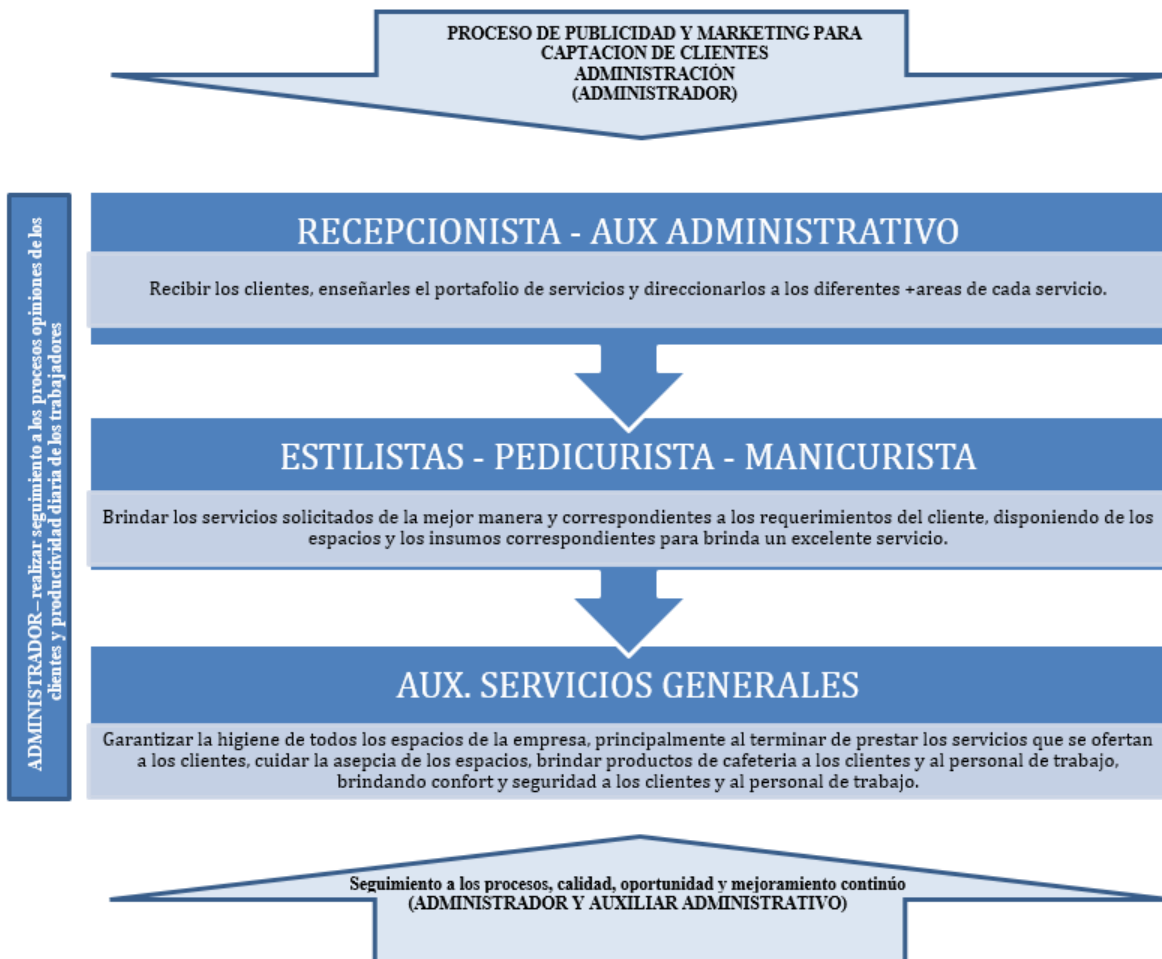 PROCESO DE PUBLICIDAD Y MARKETING PARA
CAPTACION DE CLIENTES
ADMINISTRACIÓN
(ADMINISTRADOR)
ADMINISTRADOR – realizar seguimiento a los procesos opiniones de los
clientes y productividad diaria de los trabajadores
RECEPCIONISTA - AUX ADMINISTRATIVO
Recibir los clientes, enseñarles el portafolio de servicios y direccionarlos a los diferentes +areas de cada servicio.
ESTILISTAS - PEDICURISTA - MANICURISTA
Brindar los servicios solicitados de la mejor manera y correspondientes a los requerimientos del cliente, disponiendo de los
espacios y los insumos correspondientes para brinda un excelente servicio.
AUX. SERVICIOS GENERALES
Garantizar la higiene de todos los espacios de la empresa, principalmente al terminar de prestar los servicios que se ofertan
a los clientes, cuidar la asepcia de los espacios, brindar productos de cafeteria a los clientes y al personal de trabajo,
brindando confort y seguridad a los clientes y al personal de trabajo.
Seguimiento a los procesos, calidad, oportunidad y mejoramiento continúo
(ADMINISTRADOR Y AUXILIAR ADMINISTRATIVO)